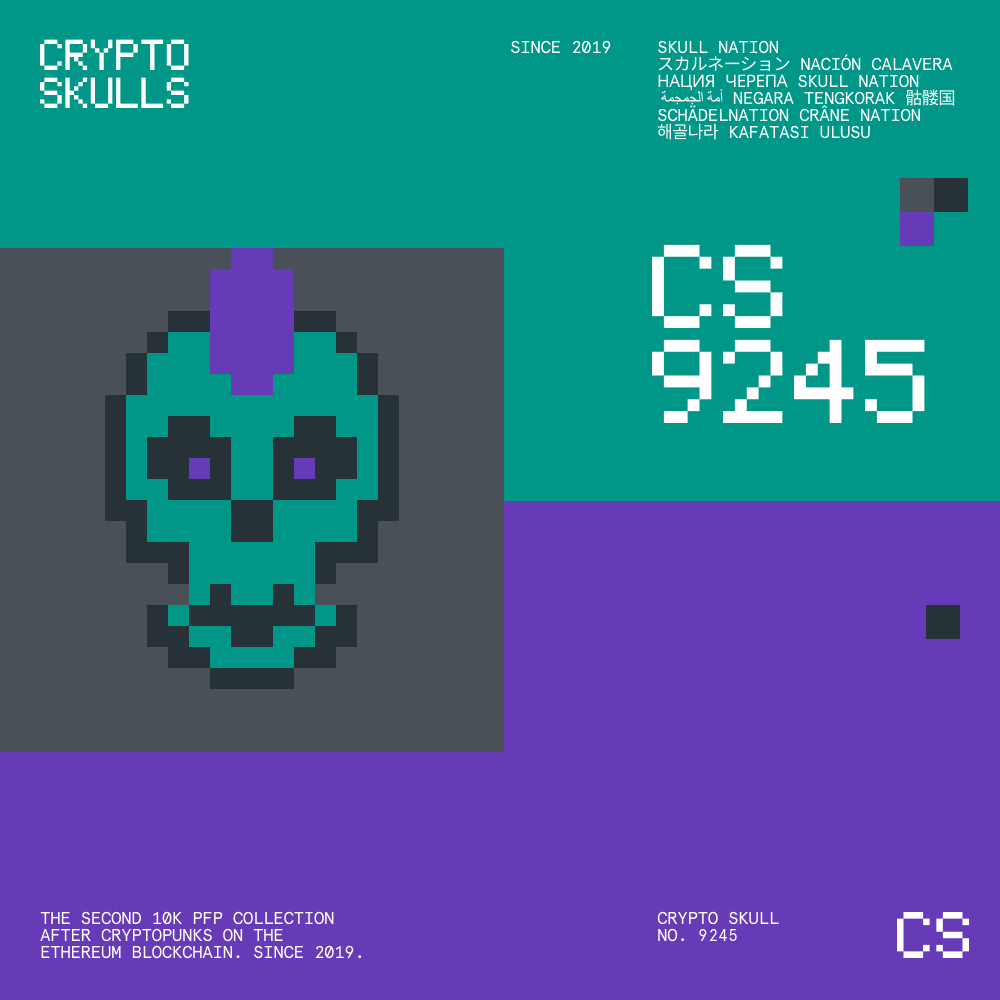 CRYPTO
SKULLS
SINCE 2019
SKULL NATION
スカルネーション NACIÓN CALAVERA
НАЦИЯ ЧЕРЕПА SKULL NATION
أمة الجمجمة NEGARA TENGKORAK 骷髅国
SCHÄDELNATION CRÂNE NATION
해골나라 KAFATASI ULUSU
CS
9245
THE SECOND 10K PFP COLLECTION
AFTER CRYPTOPUNKS ON THE
ETHEREUM BLOCKCHAIN. SINCE 2019.
CRYPTO SKULL
NO. 9245
CS